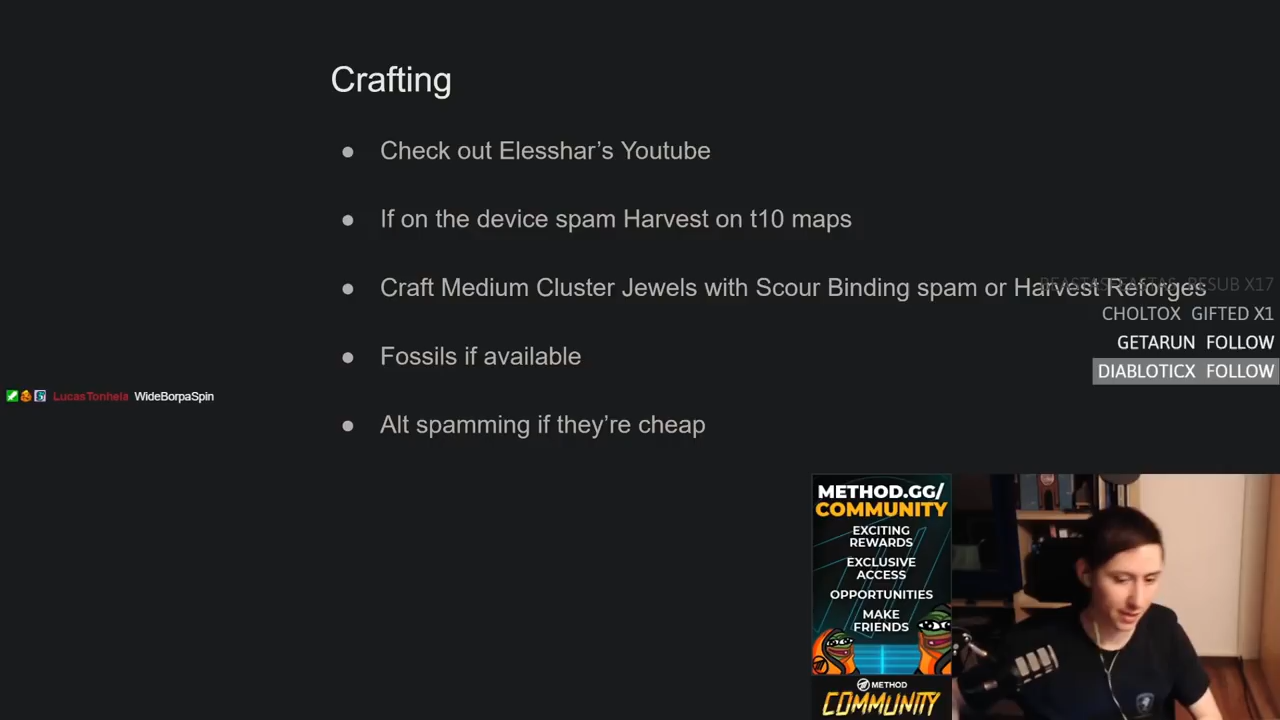 Crafting
● Check out Elesshar's Youtube
● If on the device spam Harvest on t10 maps
● Craft Medium Cluster Jewels with Scour Binding spam or Harvest Reforges
RESUB X17
CHOLTOX GIFTED X1
GETARUN FOLLOW
● Fossils if available
DIABLOTICX FOLLOW
LucasTonhela WideBorpaSpin
● Alt spamming if they're cheap
METHOD.GG/
COMMUNITY
EXCITING
REWARDS
EXCLUSIVE
ACCESS
OPPORTUNITIES
MAKE
FRIENDS
METHOD
COMMUNITY